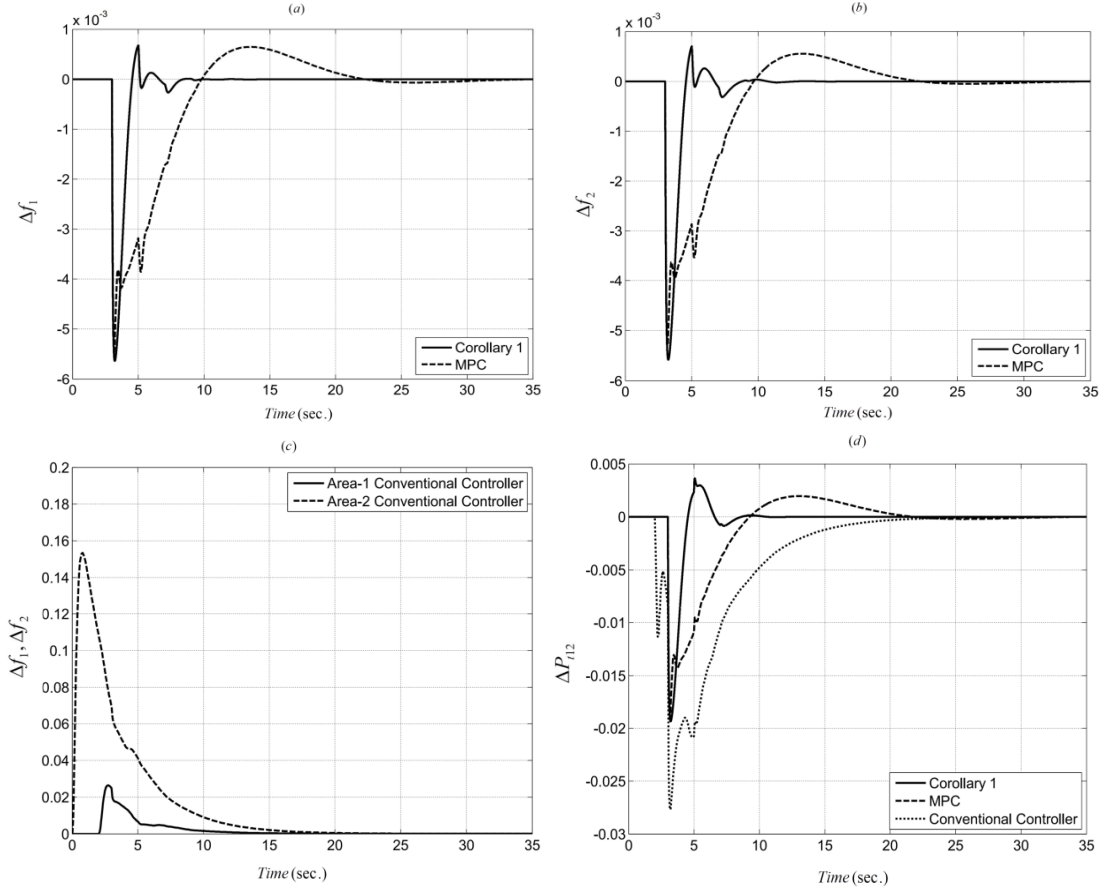 (a)
x 10⁻³
1
0
-1
-2
-3
-4
-5
-6
Δf₁
0 5 10 15 20 25 30 35
Time (sec.)
Corollary 1
MPC
(b)
x 10⁻³
1
0
-1
-2
-3
-4
-5
-6
Δf₂
0 5 10 15 20 25 30 35
Time (sec.)
Corollary 1
MPC
(c)
0.2
0.18
0.16
0.14
0.12
0.1
0.08
0.06
0.04
0.02
0
Δf₁, Δf₂
0 5 10 15 20 25 30 35
Time (sec.)
Area-1 Conventional Controller
Area-2 Conventional Controller
(d)
0.005
0
-0.005
-0.01
-0.015
-0.02
-0.025
-0.03
ΔPₜ₁₂
0 5 10 15 20 25 30 35
Time (sec.)
Corollary 1
MPC
Conventional Controller